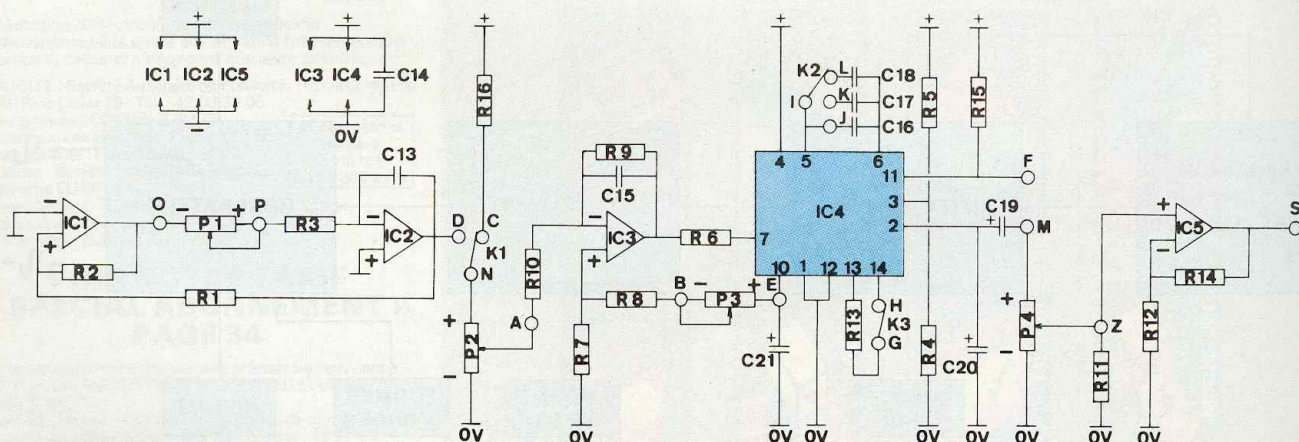 + + + + + +
IC1 IC2 IC5 IC3 IC4 C14
- 0V
R16
K2 L C18
I K C17
J C16
R5 R15
4 5 6
11 F
3
IC4
2
C19 M
7
10 1 12 13 14
C13
O - P1 + P R3
- IC1 +
- IC2 +
D C K1 N
R2
R1
R9
C15
- IC3 +
R6
R10
A
+ P2 -
R8 B - P3 + E
R7
+ C21
R13
H K3 G
R4
+ C20
+ P4 -
Z
R11
+ IC5 -
R14
R12
S
0V 0V 0V 0V 0V 0V 0V 0V 0V
PAGE 34